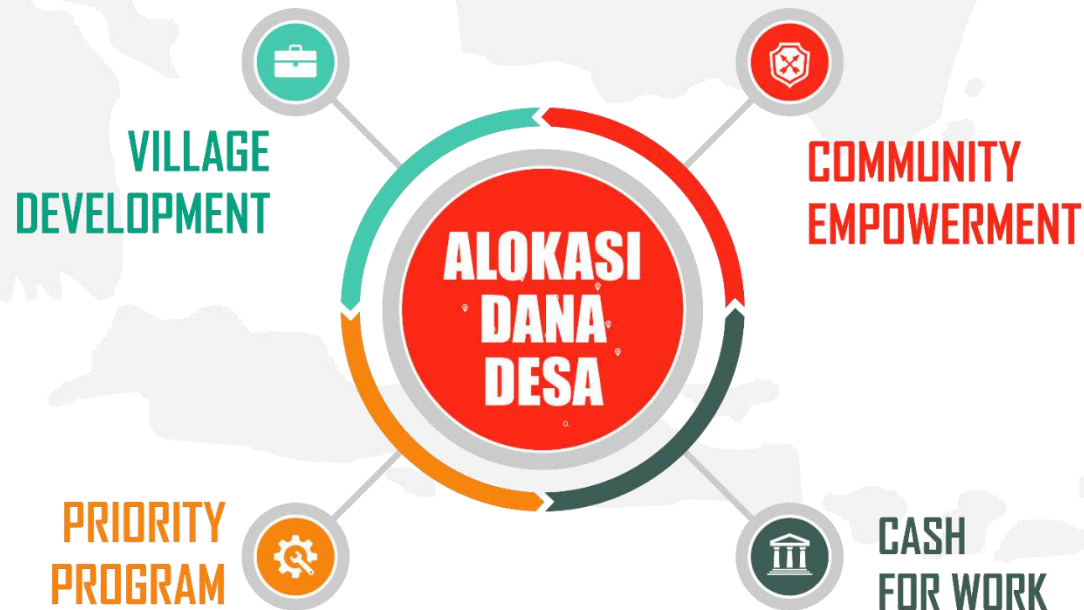 VILLAGE
DEVELOPMENT
COMMUNITY
EMPOWERMENT
ALOKASI
DANA
DESA
PRIORITY
PROGRAM
CASH
FOR WORK